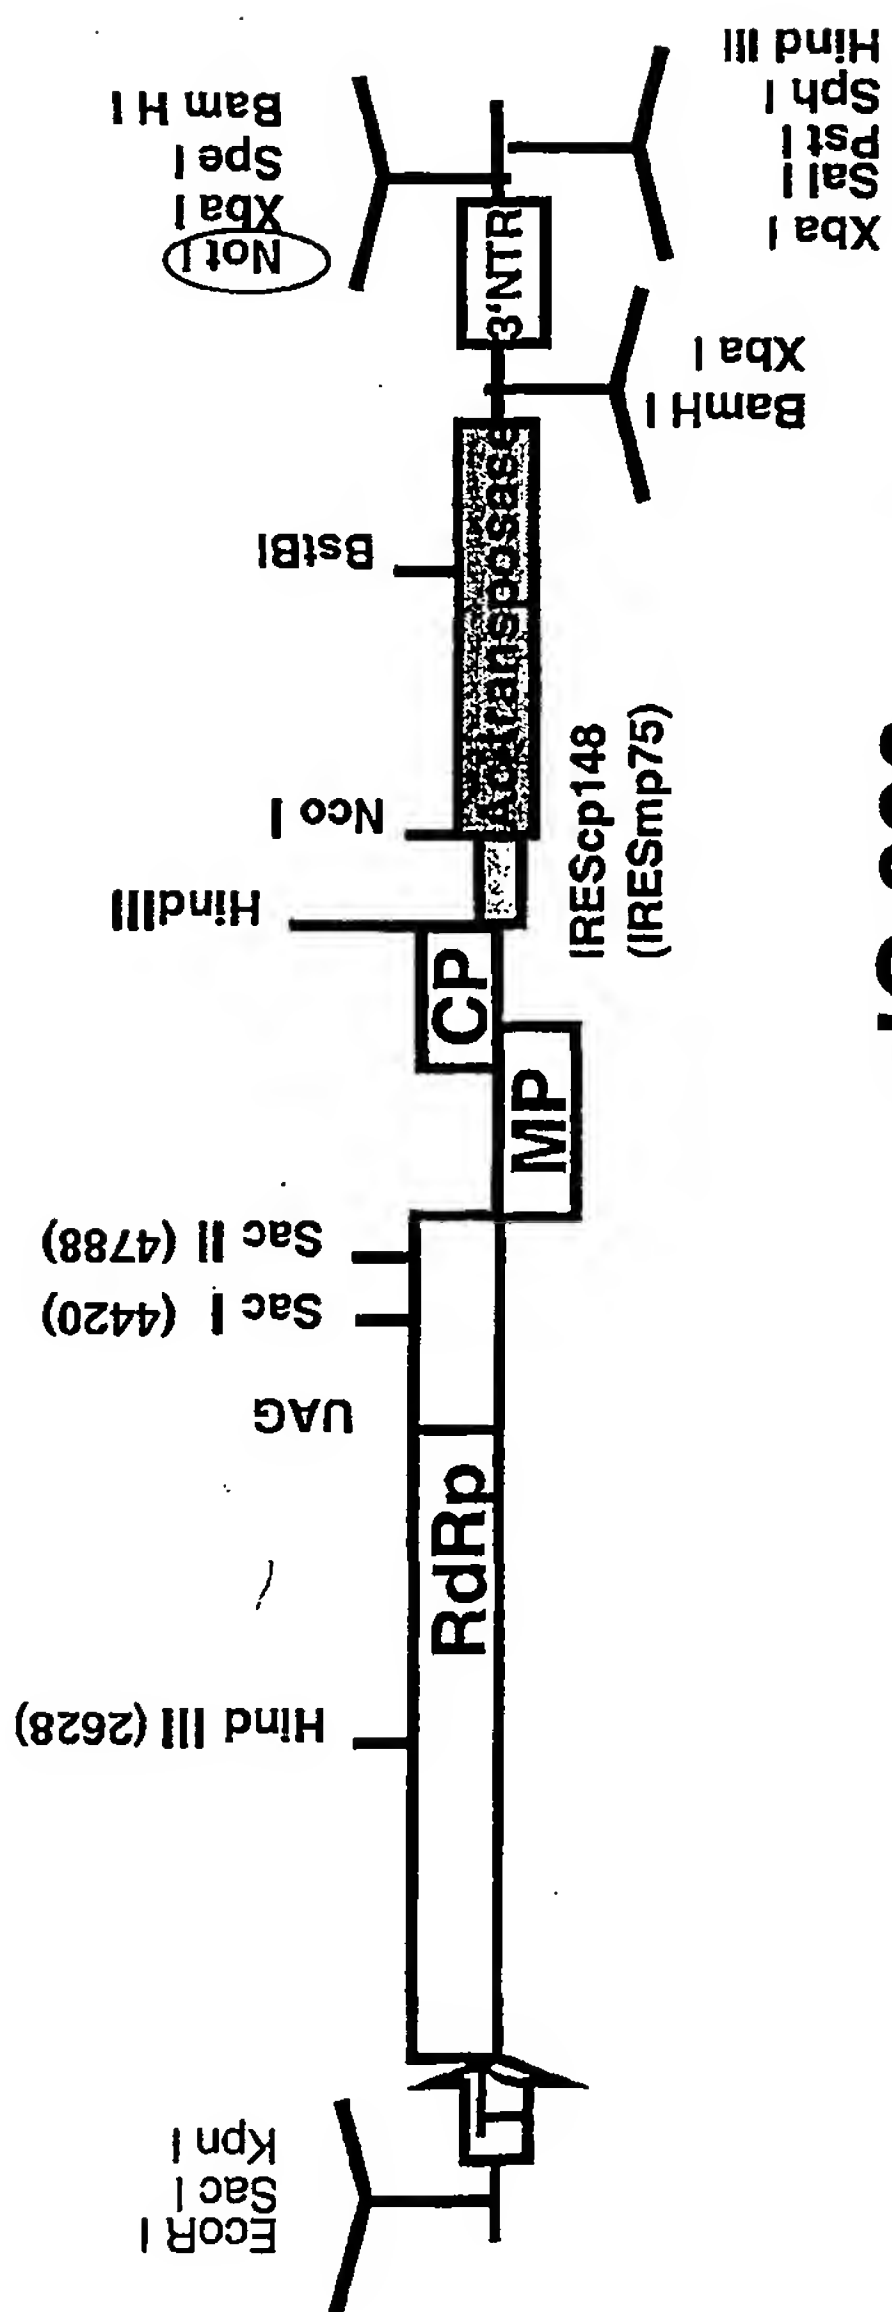 Hind III
Sph I
Pst I
Sal I
Xba I
Bam H I
Spe I
Xba I
Not I
3'NTR
Xba I
BamH I
Ac transposase
BstBI
Nco I
IREScp148
(IRESmp75)
HindIII
CP
MP
Sac II (4788)
Sac I (4420)
UAG
RdRp
Hind III (2628)
Kpn I
Sac I
EcoR I